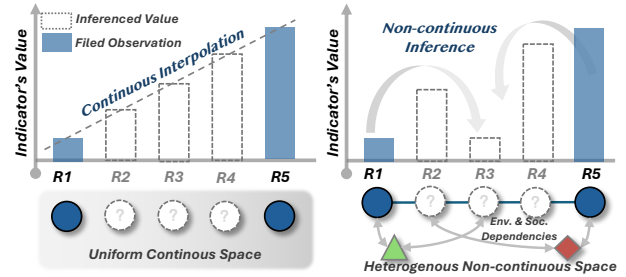 Inferenced Value
Filed Observation
Continuous Interpolation
Indicator's Value
R1 R2 R3 R4 R5
? ? ?
Uniform Continous Space
Non-continuous
Inference
Indicator's Value
R1 R2 R3 R4 R5
? ? ?
Env. & Soc.
Dependencies
Heterogenous Non-continuous Space